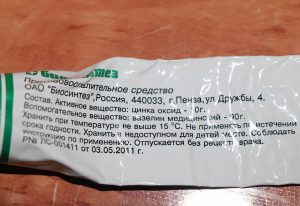 Противовоспалительное средство
ОАО "Биосинтез", Россия, 440033, г.Пенза, ул Дружбы, 4.
Состав. Активное вещество: цинка оксид - 10г.
Вспомогательное вещество: вазелин медицинский - 90г.
Хранить при температуре не выше 15 °С. Не применять по истечении
срока годности. Хранить в недоступном для детей месте. Соблюдать
инструкцию по применению. Отпускается без рецепта врача.
PN ЛС-001411 от 03.05.2011 г.